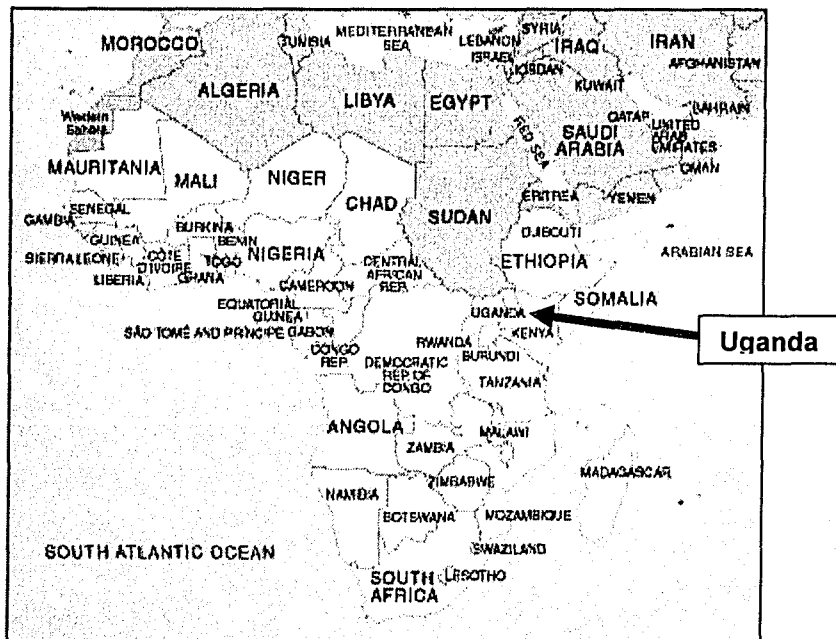 MOROCCO
TUNISIA
MEDITERRANEAN
SEA
LEBANON
SYRIA
ISRAEL
IRAQ
IRAN
JORDAN
AFGHANISTAN
ALGERIA
LIBYA
EGYPT
KUWAIT
BAHRAIN
QATAR
Western
Sahara
RED SEA
SAUDI
ARABIA
UNITED
ARAB
EMIRATES
OMAN
MAURITANIA
MALI
NIGER
CHAD
SUDAN
ERITREA
YEMEN
SENEGAL
GAMBIA
BURKINA
DJIBOUTI
GUINEA
BENIN
NIGERIA
ARABIAN SEA
SIERRA LEONE
CÔTE
D'IVOIRE
TOGO
CENTRAL
AFRICAN
REP.
ETHIOPIA
LIBERIA
GHANA
CAMEROON
SOMALIA
EQUATORIAL
GUINEA
UGANDA
SÃO TOMÉ AND PRINCIPE
GABON
RWANDA
KENYA
Uganda
CONGO
REP.
DEMOCRATIC
REP OF
CONGO
BURUNDI
TANZANIA
ANGOLA
MALAWI
ZAMBIA
MADAGASCAR
ZIMBABWE
NAMIBIA
BOTSWANA
MOZAMBIQUE
SOUTH ATLANTIC OCEAN
SWAZILAND
LESOTHO
SOUTH
AFRICA